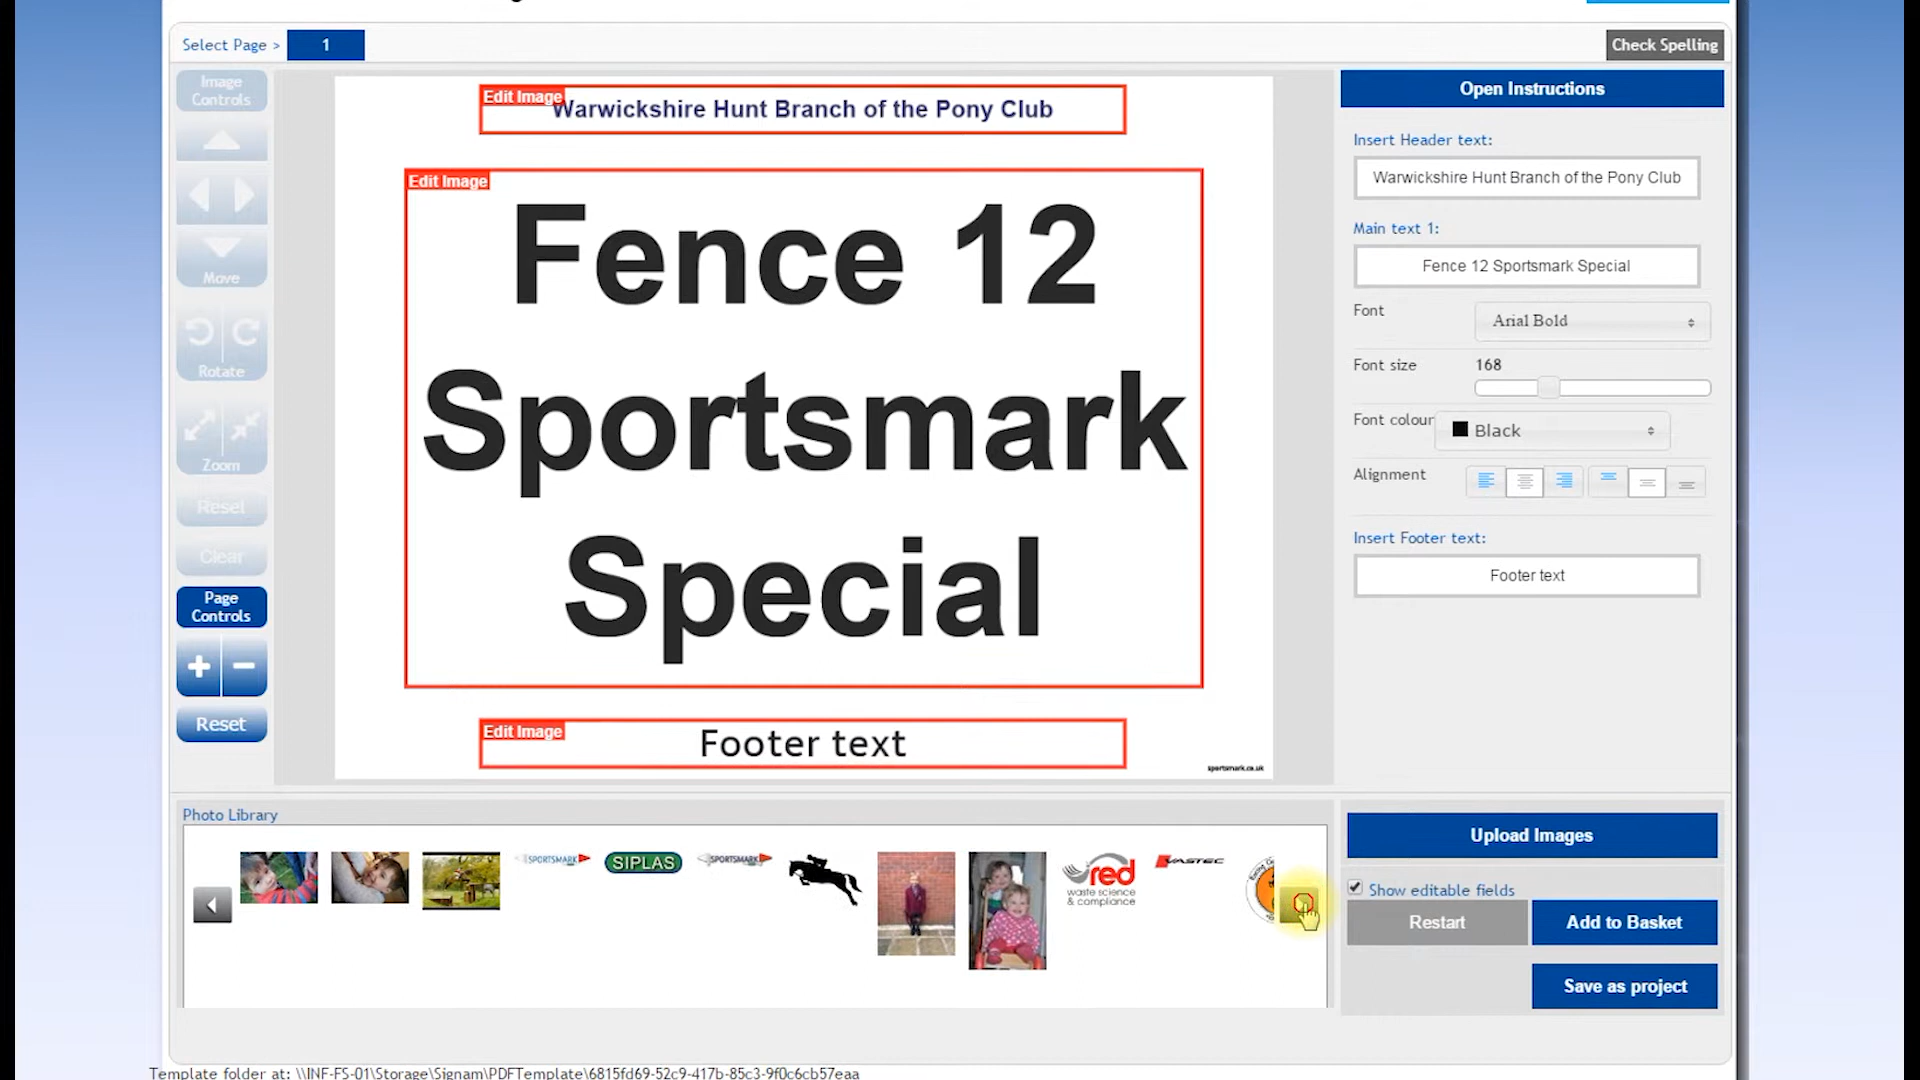 Select Page >
1
Check Spelling
Image
Controls
Move
Rotate
Zoom
Reset
Clear
Page
Controls
+ −
Reset
Edit Image
Warwickshire Hunt Branch of the Pony Club
Edit Image
Fence 12
Sportsmark
Special
Edit Image
Footer text
sportsmark.co.uk
Open Instructions
Insert Header text:
Warwickshire Hunt Branch of the Pony Club
Main text 1:
Fence 12 Sportsmark Special
Font
Arial Bold
Font size
168
Font colour
Black
Alignment
Insert Footer text:
Footer text
Photo Library
SPORTSMARK
SIPLAS
SPORTSMARK
red
waste science
& compliance
VASTEC
Upload Images
Show editable fields
Restart
Add to Basket
Save as project
Template folder at: \\INF-FS-01\Storage\Signam\PDFTemplate\6815fd69-52c9-417b-85c3-9f0c6cb57eaa